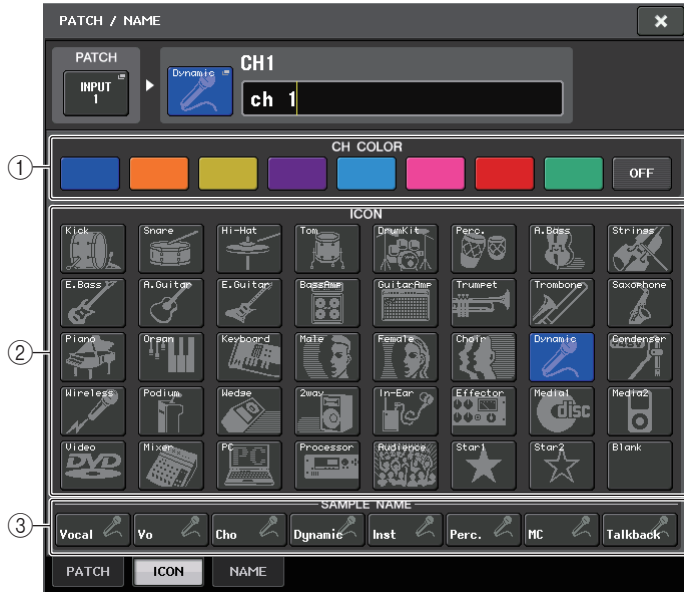 PATCH / NAME
PATCH
INPUT
1
Dynamic
CH1
ch 1
① CH COLOR
OFF
② ICON
Kick Snare Hi-Hat Tom DrumKit Perc. A.Bass Strings
E.Bass A.Guitar E.Guitar BassAmp GuitarAmp Trumpet Trombone Saxophone
Piano Organ Keyboard Male Female Choir Dynamic Condenser
Wireless Podium Wedge 2way In-Ear Effector Media1 disc Media2
Video DVD Mixer PC PC Processor Audience Star1 Star2 Blank
③ SAMPLE NAME
Vocal Vo Cho Dynamic Inst Perc. MC Talkback
PATCH ICON NAME